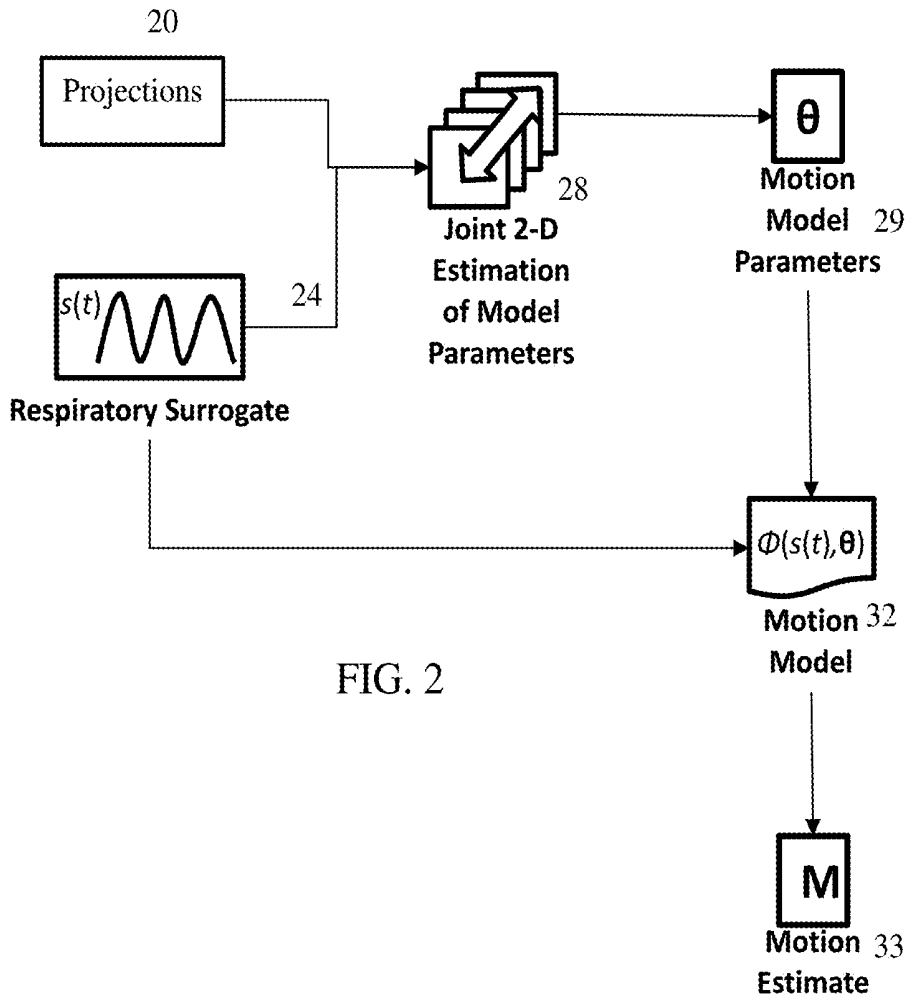 20
Projections
28
Joint 2-D
Estimation
of Model
Parameters
θ
Motion
Model
Parameters
29
24
s(t)
Respiratory Surrogate
Φ(s(t),θ)
Motion
Model
32
FIG. 2
M
Motion
Estimate
33